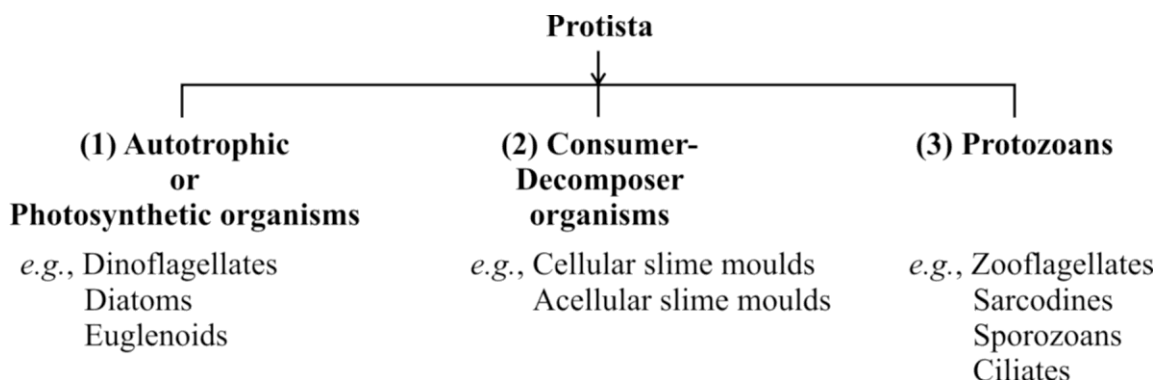 Protista
(1) Autotrophic
or
Photosynthetic organisms
e.g., Dinoflagellates
Diatoms
Euglenoids
(2) Consumer-
Decomposer
organisms
e.g., Cellular slime moulds
Acellular slime moulds
(3) Protozoans
e.g., Zooflagellates
Sarcodines
Sporozoans
Ciliates